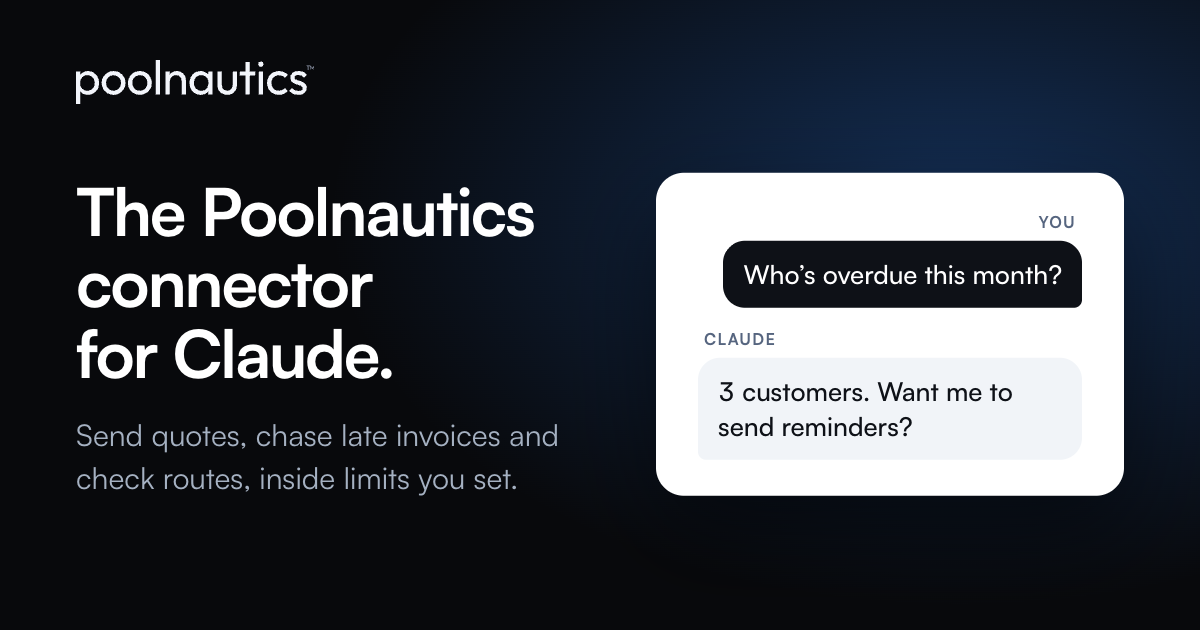 poolnautics™
The Poolnautics
connector
for Claude.
Send quotes, chase late invoices and
check routes, inside limits you set.
YOU
Who’s overdue this month?
CLAUDE
3 customers. Want me to
send reminders?